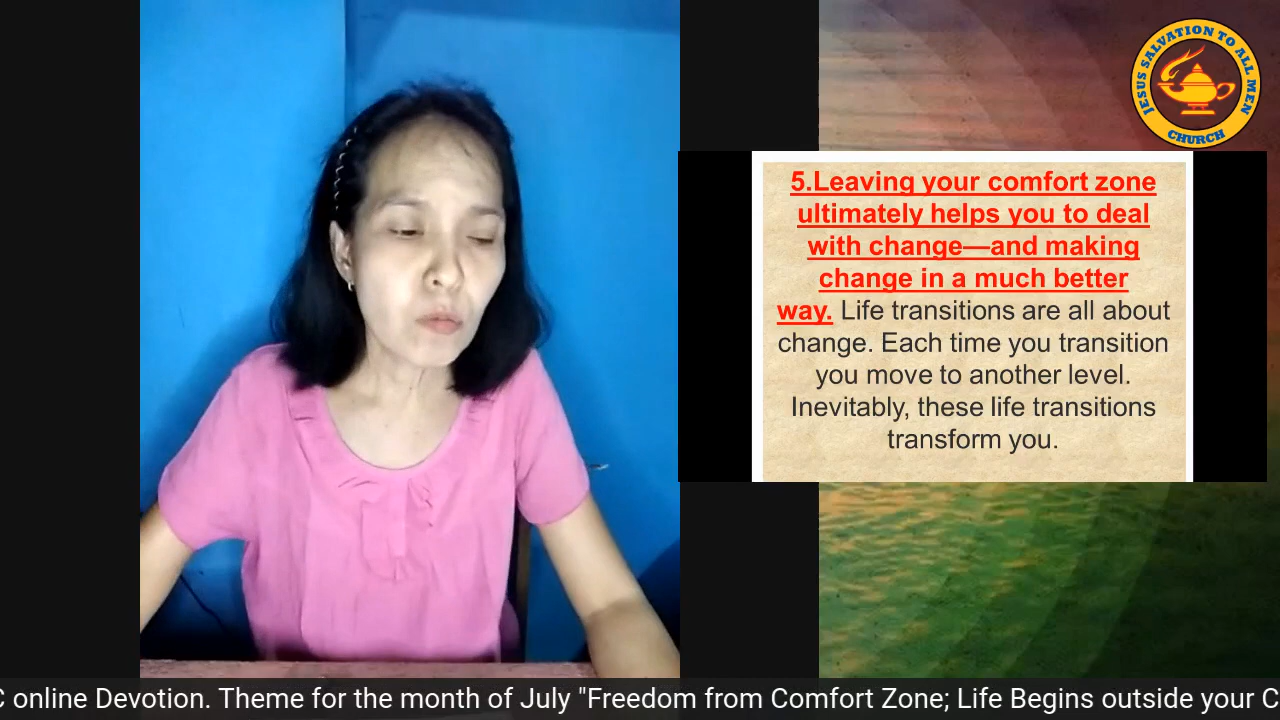 JESUS SALVATION TO ALL MEN
CHURCH
5.Leaving your comfort zone
ultimately helps you to deal
with change—and making
change in a much better
way. Life transitions are all about
change. Each time you transition
you move to another level.
Inevitably, these life transitions
transform you.
C online Devotion. Theme for the month of July "Freedom from Comfort Zone; Life Begins outside your C